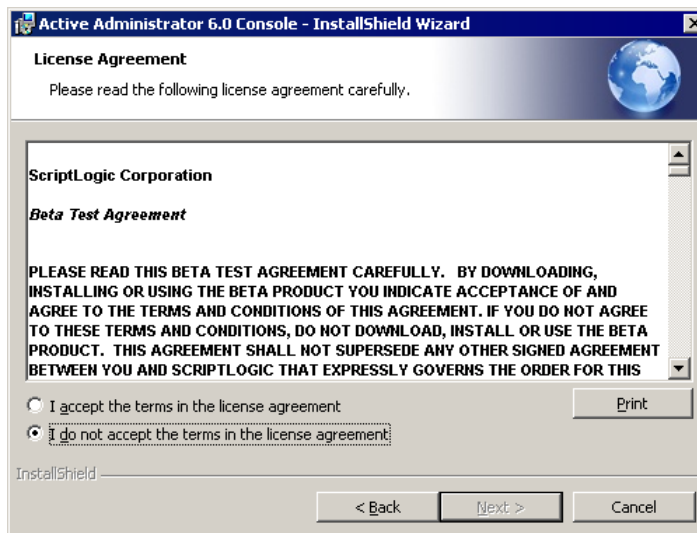 Active Administrator 6.0 Console - InstallShield Wizard
License Agreement
Please read the following license agreement carefully.
ScriptLogic Corporation
Beta Test Agreement
PLEASE READ THIS BETA TEST AGREEMENT CAREFULLY.   BY DOWNLOADING,
INSTALLING OR USING THE BETA PRODUCT YOU INDICATE ACCEPTANCE OF AND
AGREE TO THE TERMS AND CONDITIONS OF THIS AGREEMENT. IF YOU DO NOT AGREE
TO THESE TERMS AND CONDITIONS, DO NOT DOWNLOAD, INSTALL OR USE THE BETA
PRODUCT.  THIS AGREEMENT SHALL NOT SUPERSEDE ANY OTHER SIGNED AGREEMENT
BETWEEN YOU AND SCRIPTLOGIC THAT EXPRESSLY GOVERNS THE ORDER FOR THIS
I accept the terms in the license agreement
Print
I do not accept the terms in the license agreement
InstallShield
< Back
Next >
Cancel